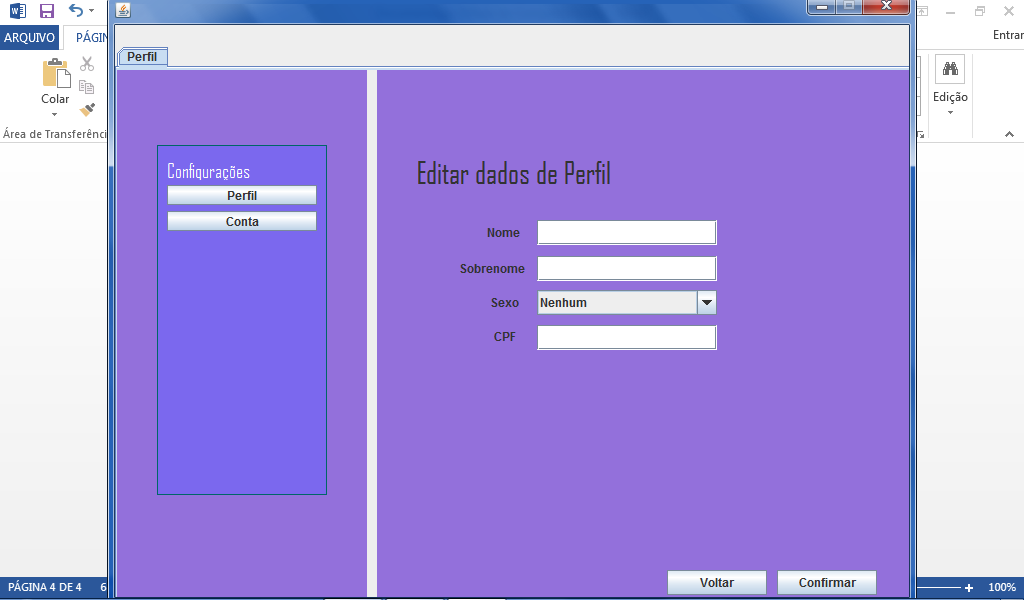 ARQUIVO
PÁGIN
Entrar
Colar
Edição
Área de Transferênci
Perfil
Configurações
Perfil
Conta
Editar dados de Perfil
Nome
Sobrenome
Sexo
Nenhum
CPF
Voltar
Confirmar
PÁGINA 4 DE 4
6
100%